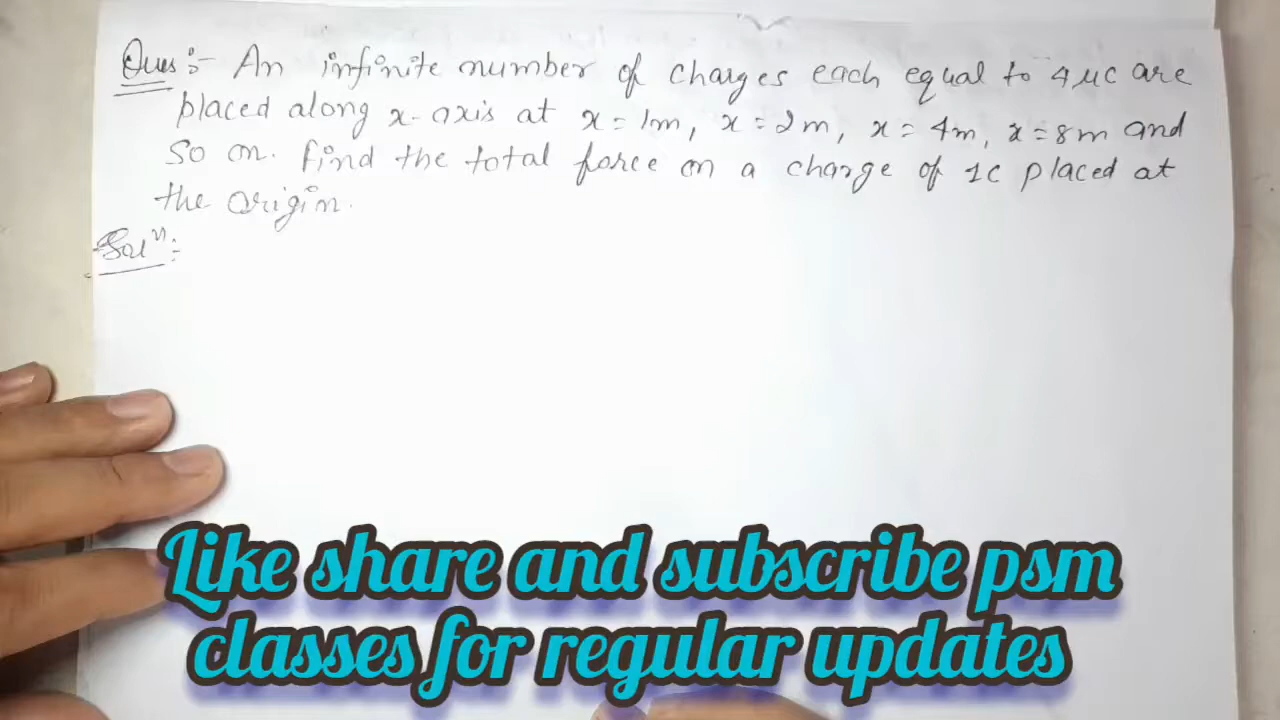 Ques :- An infinite number of charges each equal to 4 μc are
placed along x-axis at x = 1m, x = 2m, x = 4m, x = 8m and
so on. find the total force on a charge of 1c placed at
the origin.
Solⁿ :-
Like share and subscribe psm
classes for regular updates